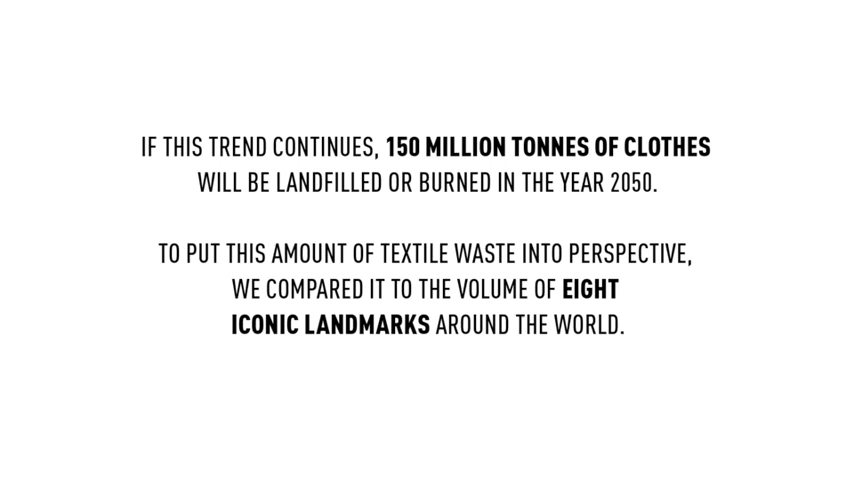 IF THIS TREND CONTINUES, 150 MILLION TONNES OF CLOTHES
WILL BE LANDFILLED OR BURNED IN THE YEAR 2050.
TO PUT THIS AMOUNT OF TEXTILE WASTE INTO PERSPECTIVE,
WE COMPARED IT TO THE VOLUME OF EIGHT
ICONIC LANDMARKS AROUND THE WORLD.